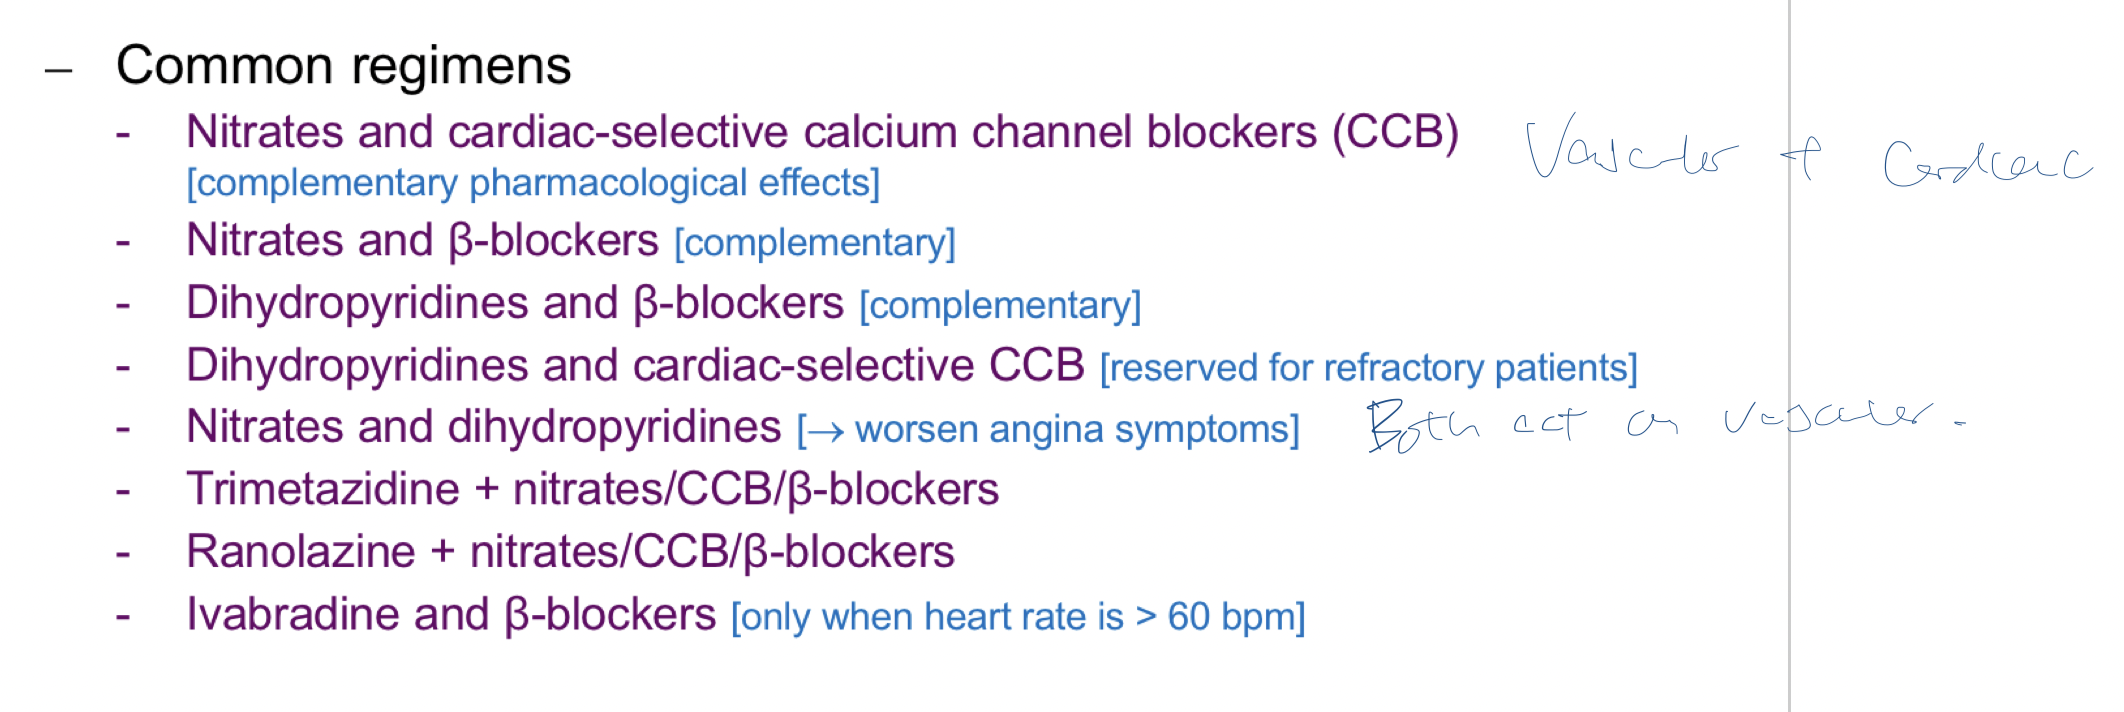 – Common regimens
- Nitrates and cardiac-selective calcium channel blockers (CCB) Vascular + Cardiac
[complementary pharmacological effects]
- Nitrates and β-blockers [complementary]
- Dihydropyridines and β-blockers [complementary]
- Dihydropyridines and cardiac-selective CCB [reserved for refractory patients]
- Nitrates and dihydropyridines [→ worsen angina symptoms] Both act on vascular.
- Trimetazidine + nitrates/CCB/β-blockers
- Ranolazine + nitrates/CCB/β-blockers
- Ivabradine and β-blockers [only when heart rate is > 60 bpm]